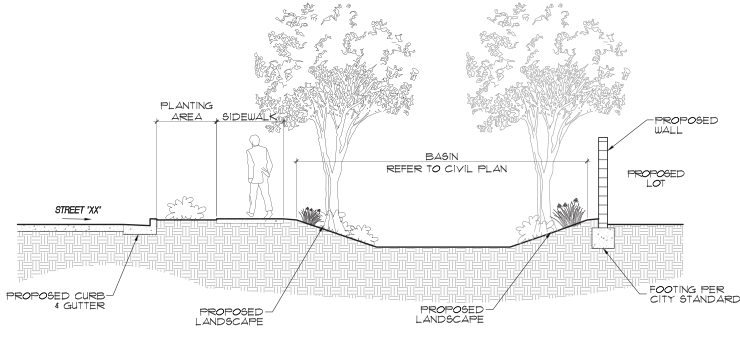 PLANTING
AREA
SIDEWALK
BASIN
REFER TO CIVIL PLAN
PROPOSED
WALL
PROPOSED
LOT
STREET "XX"
PROPOSED CURB
& GUTTER
PROPOSED
LANDSCAPE
PROPOSED
LANDSCAPE
FOOTING PER
CITY STANDARD